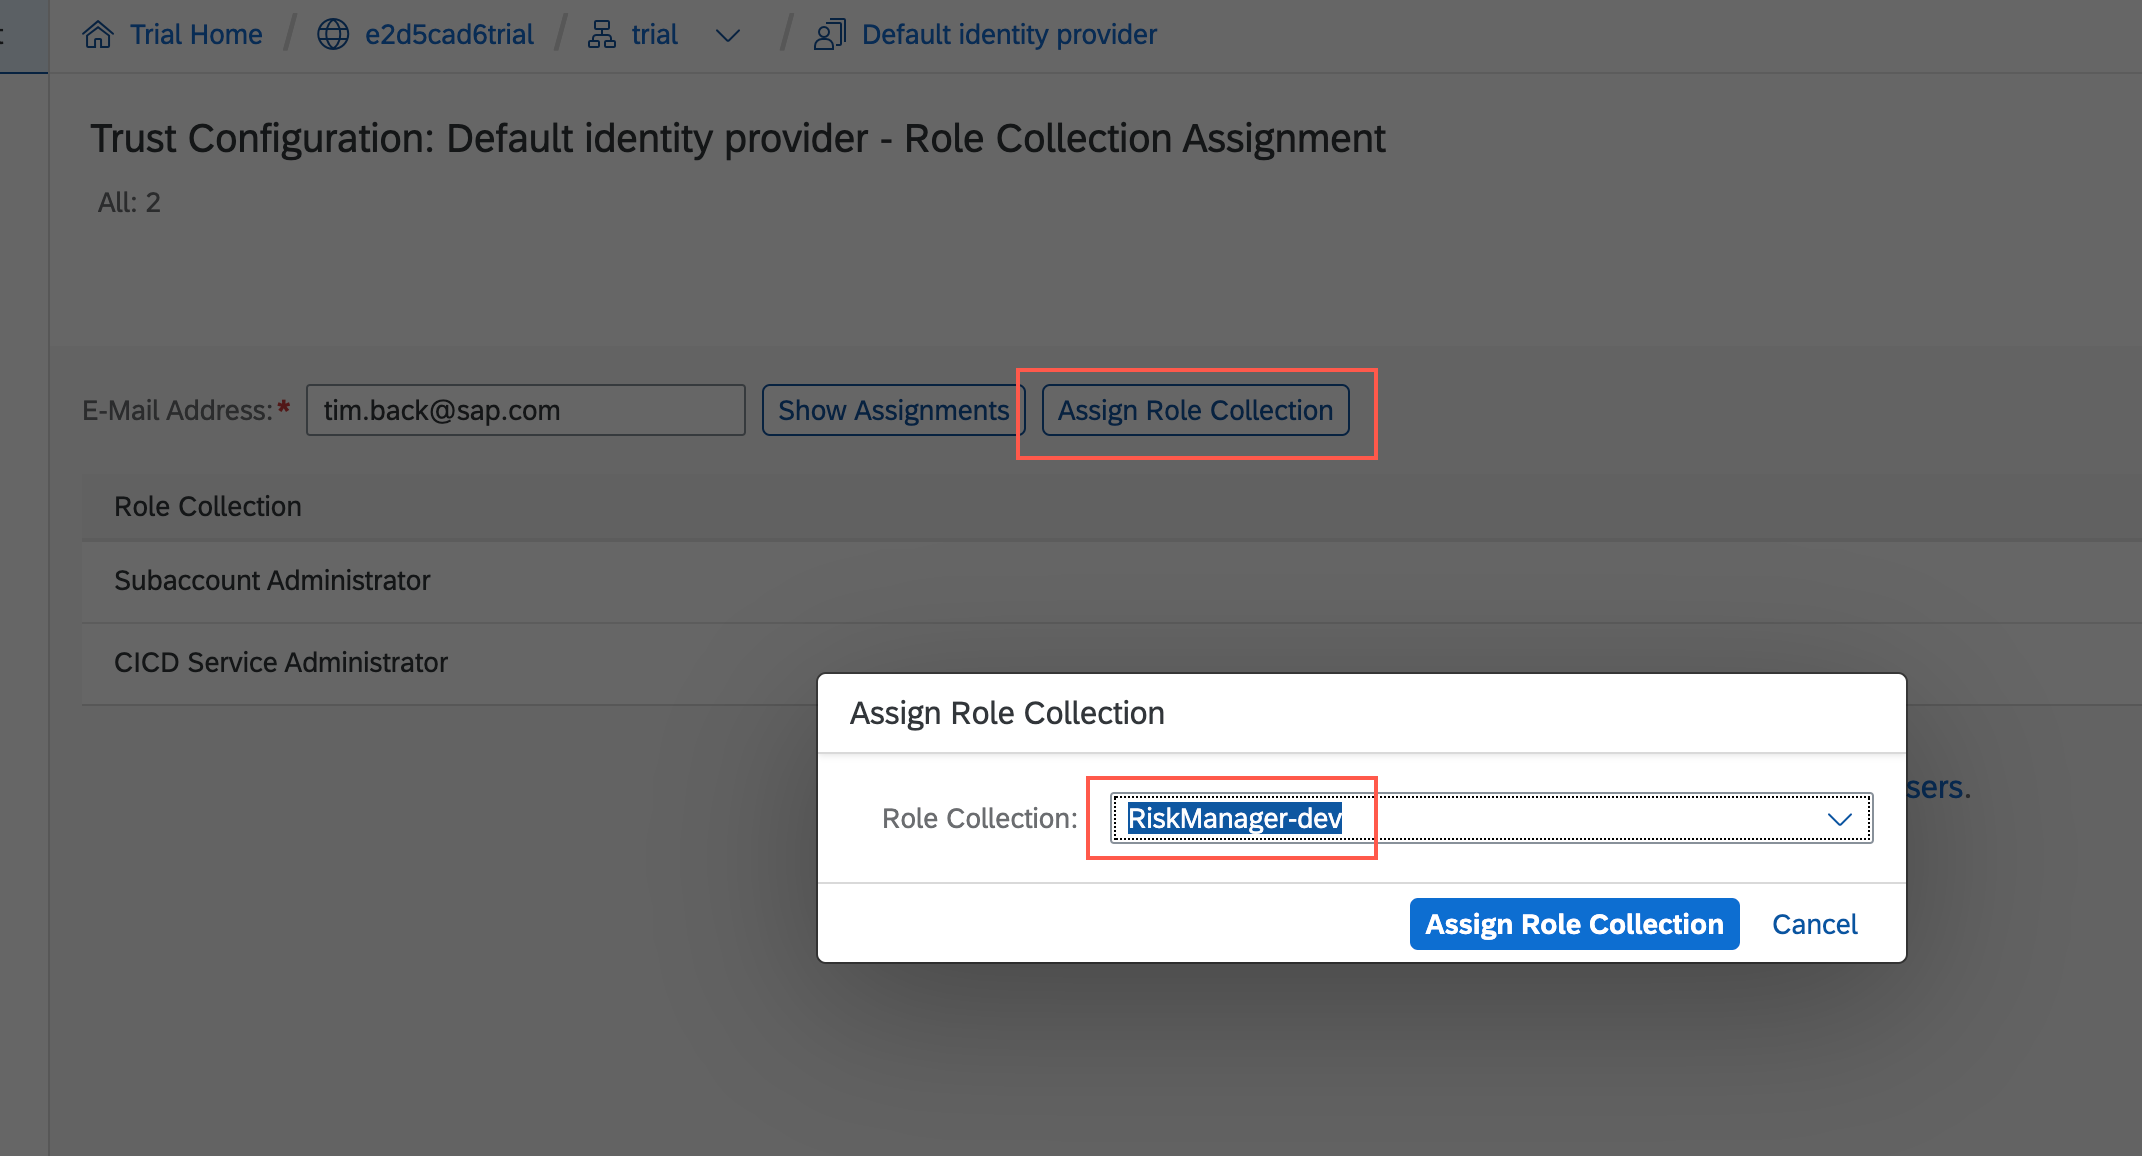 Trial Home / e2d5cad6trial / trial / Default identity provider
Trust Configuration: Default identity provider - Role Collection Assignment
All: 2
E-Mail Address:* tim.back@sap.com Show Assignments Assign Role Collection
Role Collection
Subaccount Administrator
CICD Service Administrator
Assign Role Collection
sers.
Role Collection: RiskManager-dev
Assign Role Collection Cancel